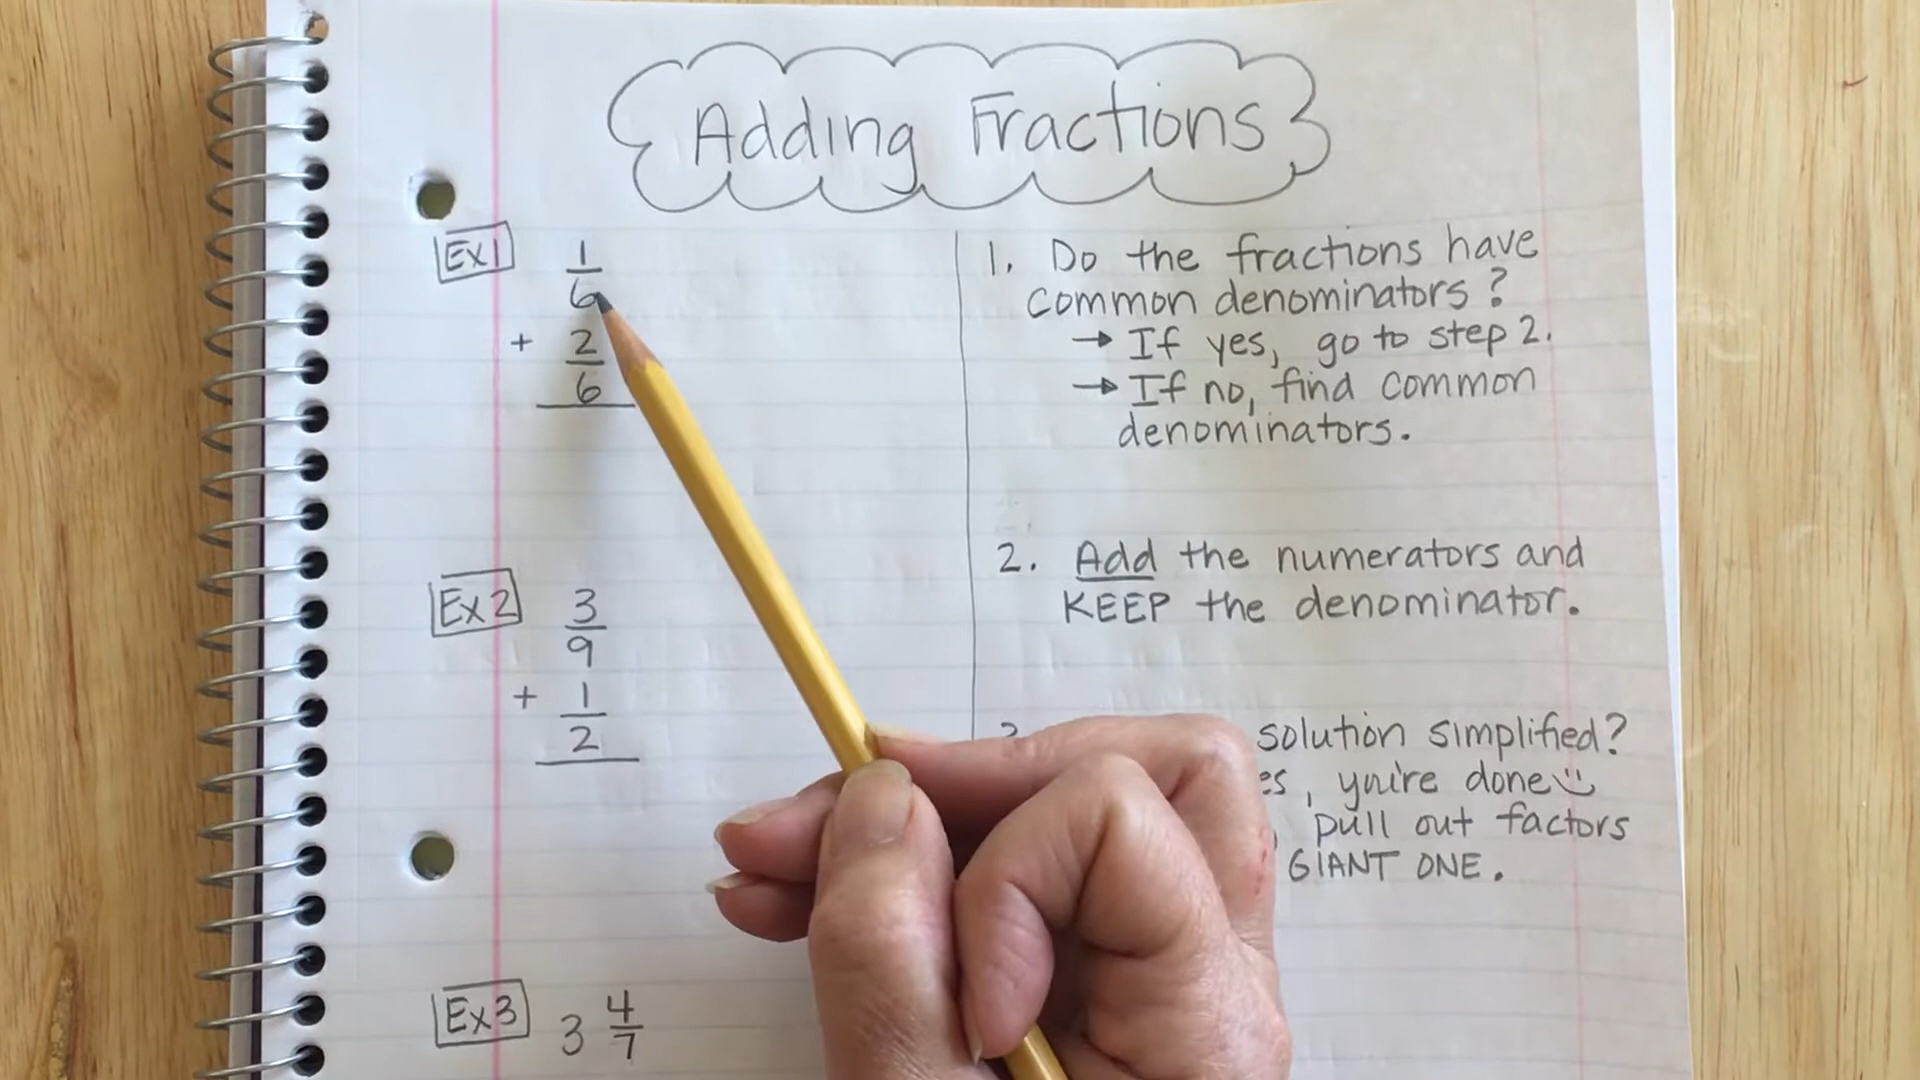 Adding Fractions
Ex1
1
6
+ 2
6
Ex2
3
9
+ 1
2
Ex3
3 4
7
1. Do the fractions have
common denominators?
→ If yes, go to step 2.
→ If no, find common
denominators.
2. Add the numerators and
KEEP the denominator.
solution simplified?
, you're done
, pull out factors
GIANT ONE.